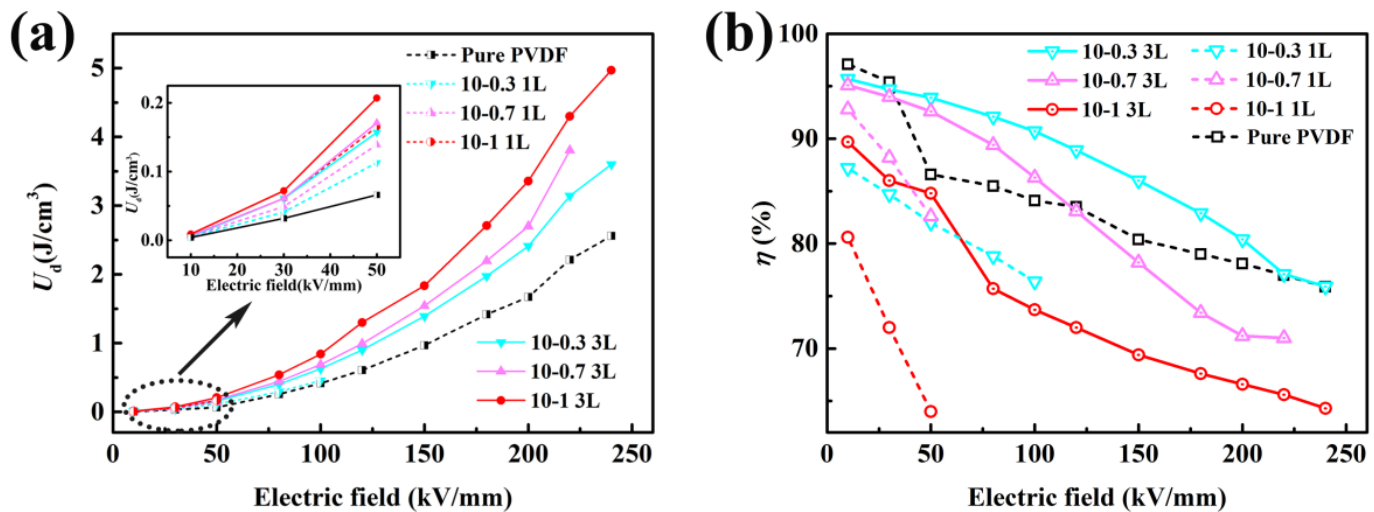 (a)
Pure PVDF
10-0.3 1L
10-0.7 1L
10-1 1L
5
4
3
2
1
0
U_d(J/cm³)
0.2
0.1
0.0
U_d(J/cm³)
10 20 30 40 50
Electric field(kV/mm)
10-0.3 3L
10-0.7 3L
10-1 3L
0 50 100 150 200 250
Electric field (kV/mm)
(b)
10-0.3 3L 10-0.3 1L
10-0.7 3L 10-0.7 1L
10-1 3L 10-1 1L
Pure PVDF
100
90
80
70
η (%)
0 50 100 150 200 250
Electric field (kV/mm)